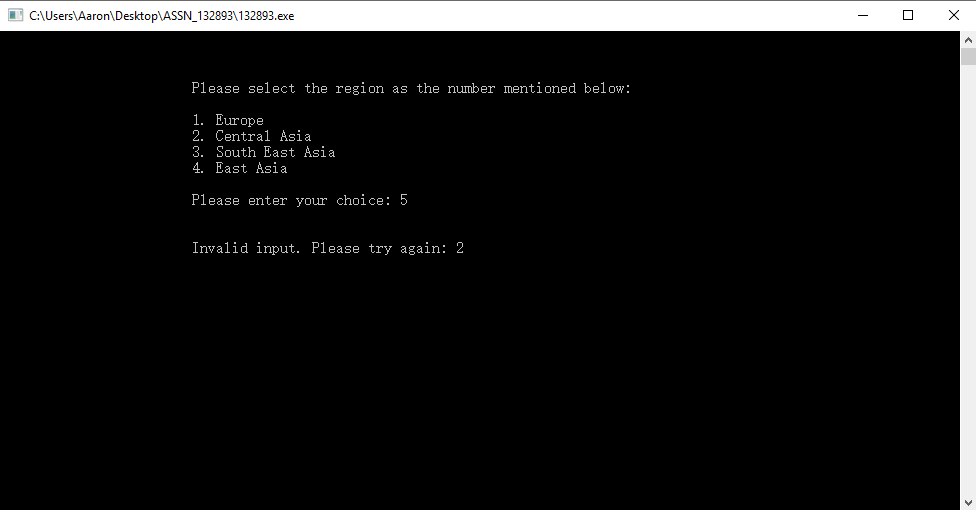 C:\Users\Aaron\Desktop\ASSN_132893\132893.exe
Please select the region as the number mentioned below:
1. Europe
2. Central Asia
3. South East Asia
4. East Asia
Please enter your choice: 5
Invalid input. Please try again: 2